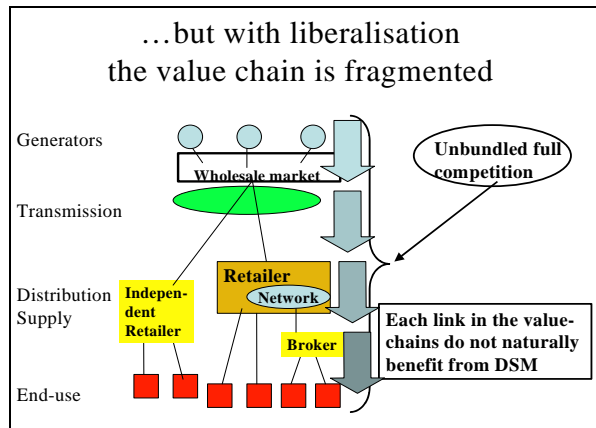 …but with liberalisation
the value chain is fragmented
Generators
Wholesale market
Unbundled full
competition
Transmission
Retailer
Network
Distribution
Supply
Indepen-
dent
Retailer
Broker
Each link in the value-
chains do not naturally
benefit from DSM
End-use